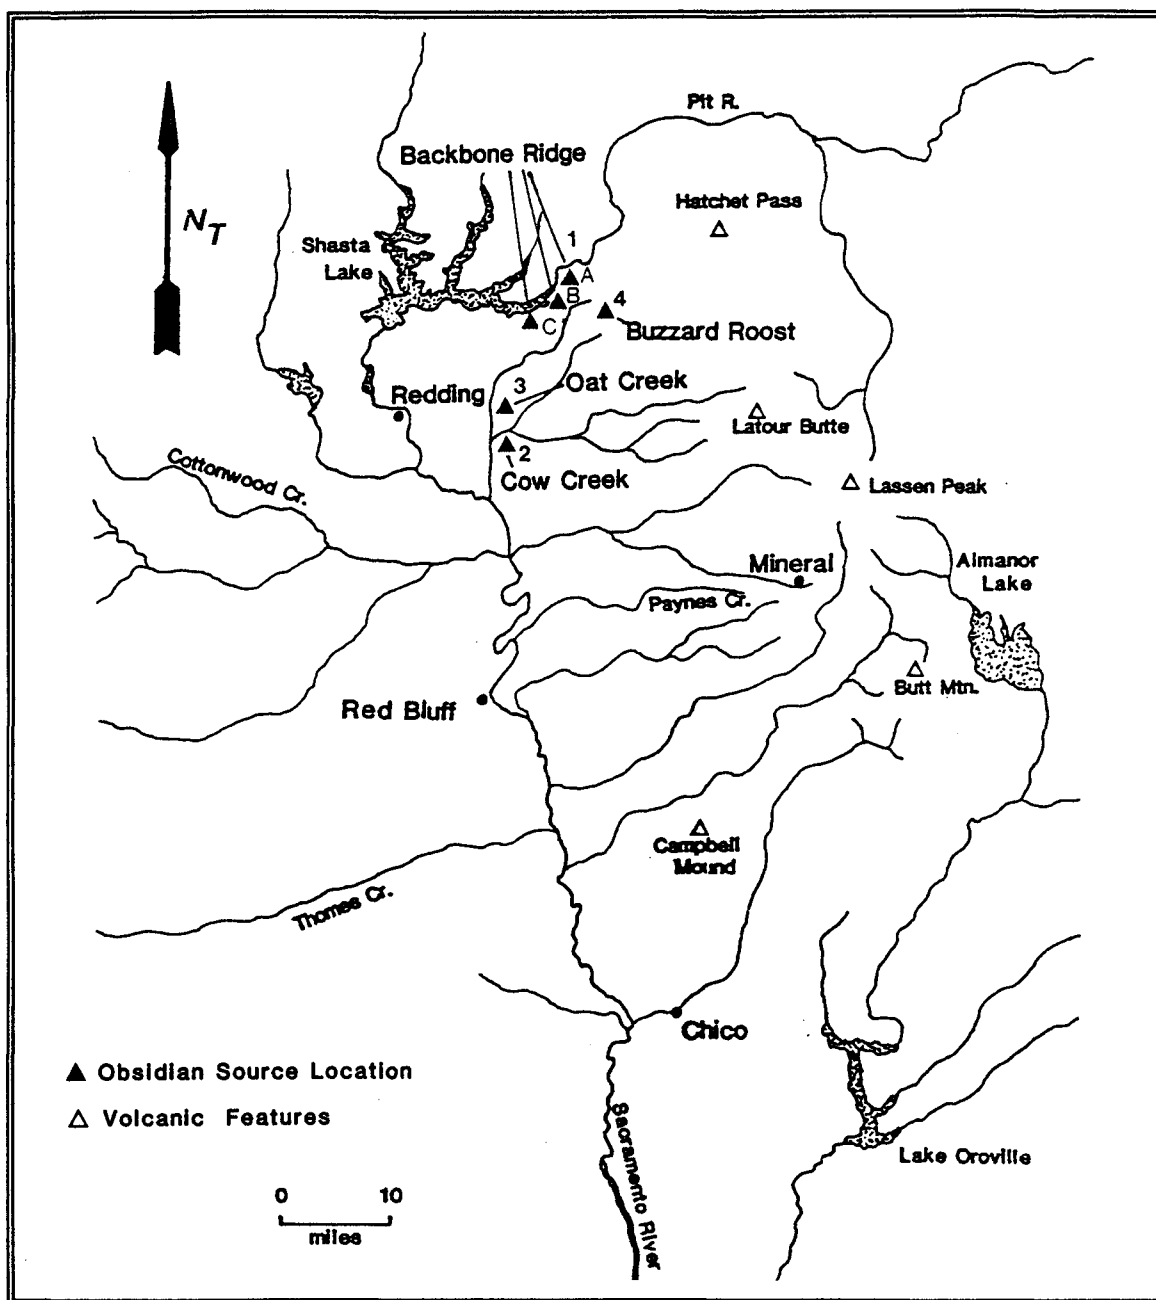 Pit R.
Backbone Ridge
Hatchet Pass
N T
Shasta
Lake
1
A
B
C
4
Buzzard Roost
Oat Creek
3
Redding
Latour Butte
2
Cow Creek
Cottonwood Cr.
Lassen Peak
Mineral
Almanor
Lake
Paynes Cr.
Butt Mtn.
Red Bluff
Campbell
Mound
Thomes Cr.
Chico
Obsidian Source Location
Volcanic Features
Sacramento River
Lake Oroville
0 10
miles